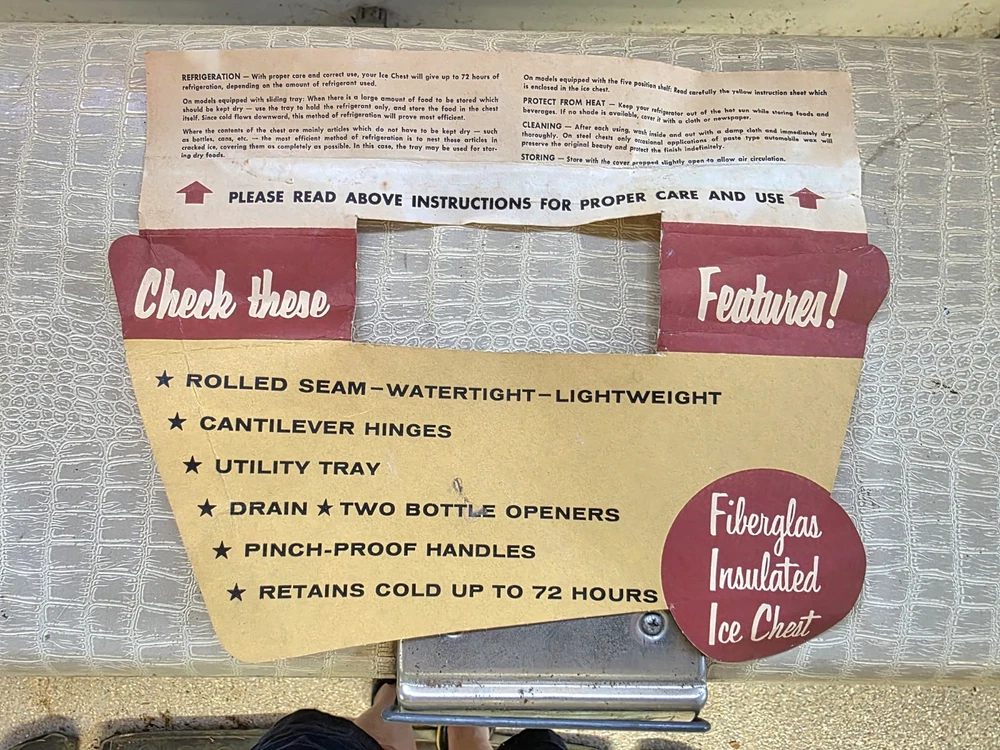 REFRIGERATION — With proper care and correct use, your Ice Chest will give up to 72 hours of
refrigeration, depending on the amount of refrigerant used.
On models equipped with sliding tray: When there is a large amount of food to be stored which
should be kept dry — use the tray to hold the refrigerant only, and store the food in the chest
itself. Since cold flows downward, this method of refrigeration will prove most efficient.
Where the contents of the chest are mainly articles which do not have to be kept dry — such
as bottles, cans, etc. — the most efficient method of refrigeration is to nest these articles in
cracked ice, covering them as completely as possible. In this case, the tray may be used for stor-
ing dry foods.
On models equipped with the five position shelf: Read carefully the yellow instruction sheet which
is enclosed in the ice chest.
PROTECT FROM HEAT — Keep your refrigerator out of the hot sun while storing foods and
beverages. If no shade is available, cover it with a cloth or newspaper.
CLEANING — After each using, wash inside and out with a damp cloth and immediately dry
thoroughly. On steel chests only occasional applications of paste type automobile wax will
preserve the original beauty and protect the finish indefinitely.
STORING — Store with the cover propped slightly open to allow air circulation.
PLEASE READ ABOVE INSTRUCTIONS FOR PROPER CARE AND USE
Check these Features!
★ ROLLED SEAM—WATERTIGHT—LIGHTWEIGHT
★ CANTILEVER HINGES
★ UTILITY TRAY
★ DRAIN ★ TWO BOTTLE OPENERS
★ PINCH-PROOF HANDLES
★ RETAINS COLD UP TO 72 HOURS
Fiberglas
Insulated
Ice Chest